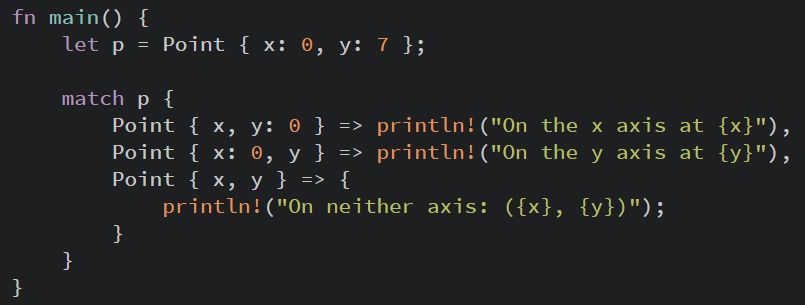 fn main() {
    let p = Point { x: 0, y: 7 };

    match p {
        Point { x, y: 0 } => println!("On the x axis at {x}"),
        Point { x: 0, y } => println!("On the y axis at {y}"),
        Point { x, y } => {
            println!("On neither axis: ({x}, {y})");
        }
    }
}